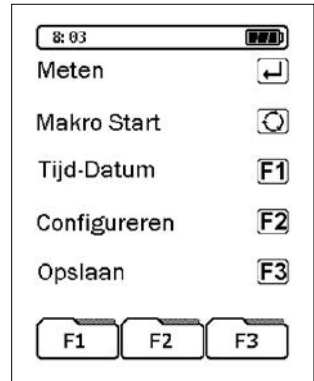 8:03
Meten
Makro Start
Tijd-Datum F1
Configureren F2
Opslaan F3
F1 F2 F3